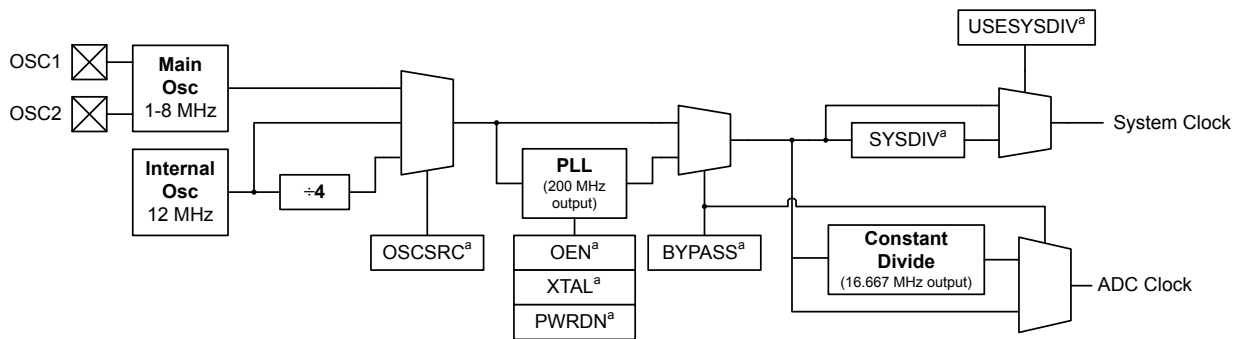 USESYSDIVa
OSC1
Main
Osc
1-8 MHz
OSC2
System Clock
SYSDIVa
Internal
Osc
12 MHz
÷4
PLL
(200 MHz
output)
OSCSRCa
OENa
XTALa
PWRDNa
BYPASSa
Constant
Divide
(16.667 MHz output)
ADC Clock